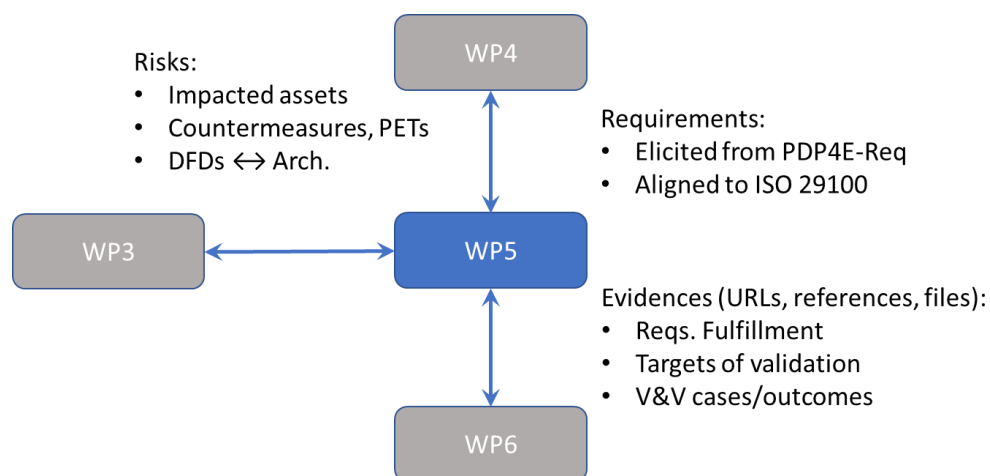 WP4
Risks:
• Impacted assets
• Countermeasures, PETs
• DFDs ↔ Arch.
Requirements:
• Elicited from PDP4E-Req
• Aligned to ISO 29100
WP3
WP5
Evidences (URLs, references, files):
• Reqs. Fulfillment
• Targets of validation
• V&V cases/outcomes
WP6